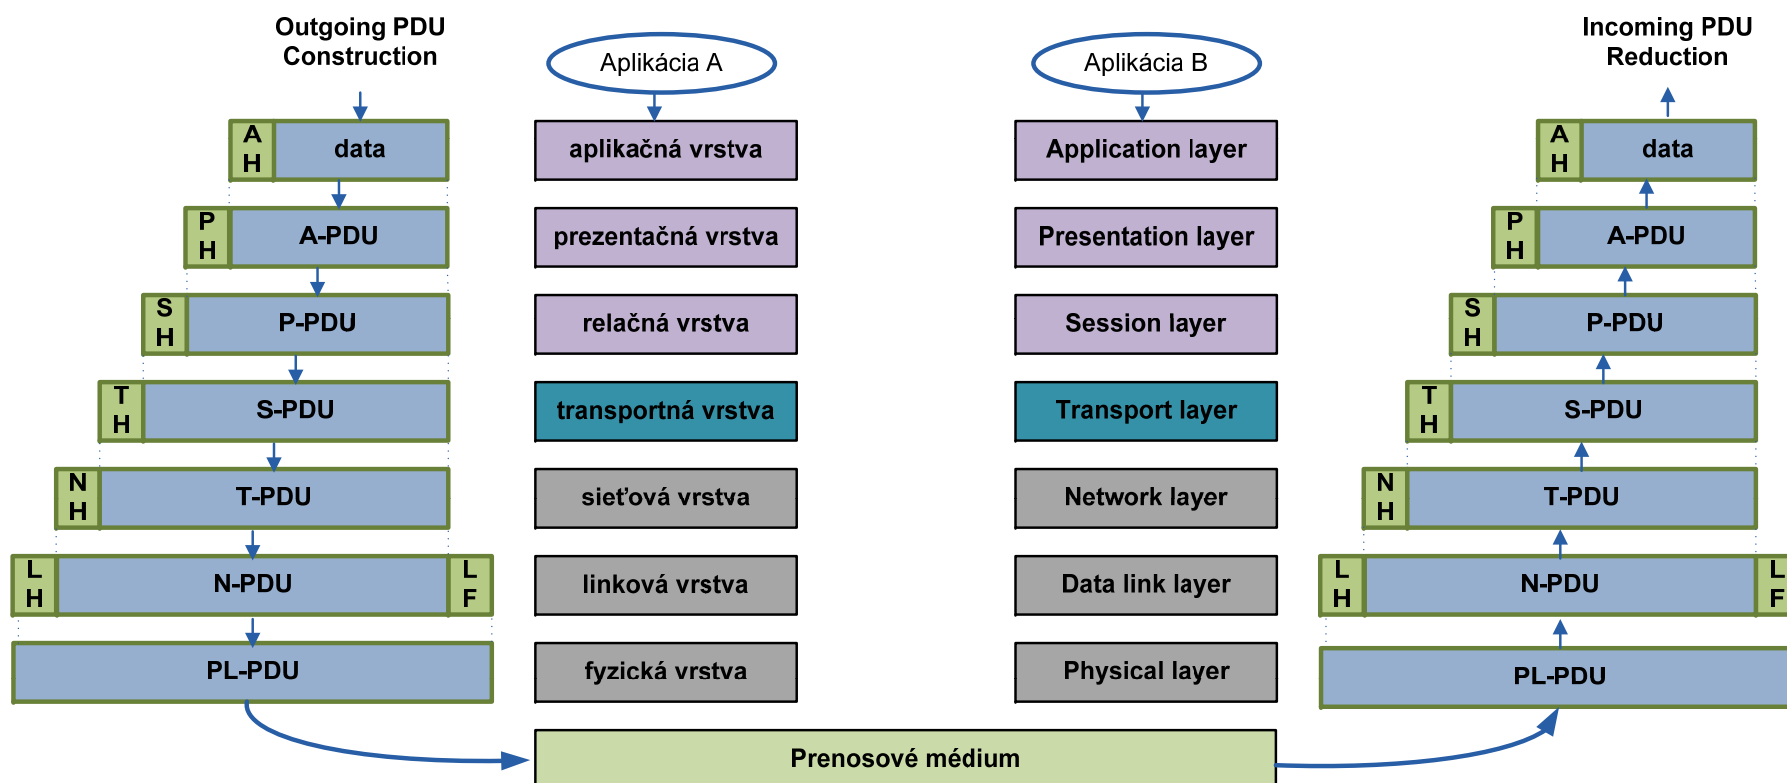 Outgoing PDU
Construction
Aplikácia A
Aplikácia B
Incoming PDU
Reduction
A
H
data
aplikačná vrstva
Application layer
A
H
data
P
H
A-PDU
prezentačná vrstva
Presentation layer
P
H
A-PDU
S
H
P-PDU
relačná vrstva
Session layer
S
H
P-PDU
T
H
S-PDU
transportná vrstva
Transport layer
T
H
S-PDU
N
H
T-PDU
sieťová vrstva
Network layer
N
H
T-PDU
L
H
N-PDU
L
F
linková vrstva
Data link layer
L
H
N-PDU
L
F
PL-PDU
fyzická vrstva
Physical layer
PL-PDU
Prenosové médium